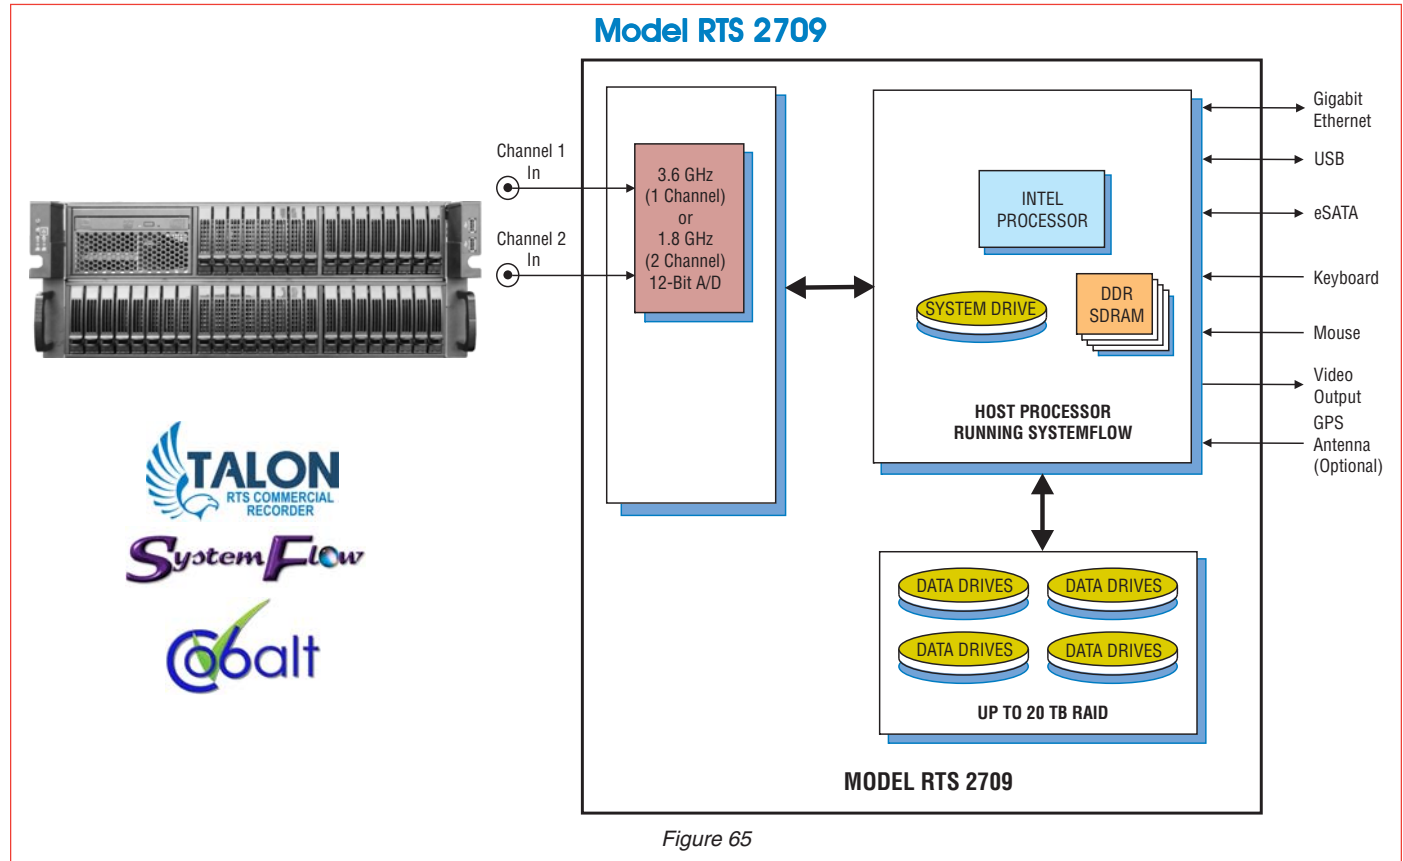 Model RTS 2709
Channel 1
In
Channel 2
In
3.6 GHz
(1 Channel)
or
1.8 GHz
(2 Channel)
12-Bit A/D
INTEL
PROCESSOR
SYSTEM DRIVE
DDR
SDRAM
HOST PROCESSOR
RUNNING SYSTEMFLOW
Gigabit
Ethernet
USB
eSATA
Keyboard
Mouse
Video
Output
GPS
Antenna
(Optional)
DATA DRIVES
DATA DRIVES
DATA DRIVES
DATA DRIVES
UP TO 20 TB RAID
MODEL RTS 2709
TALON
RTS COMMERCIAL
RECORDER
SystemFlow
Cobalt
Figure 65